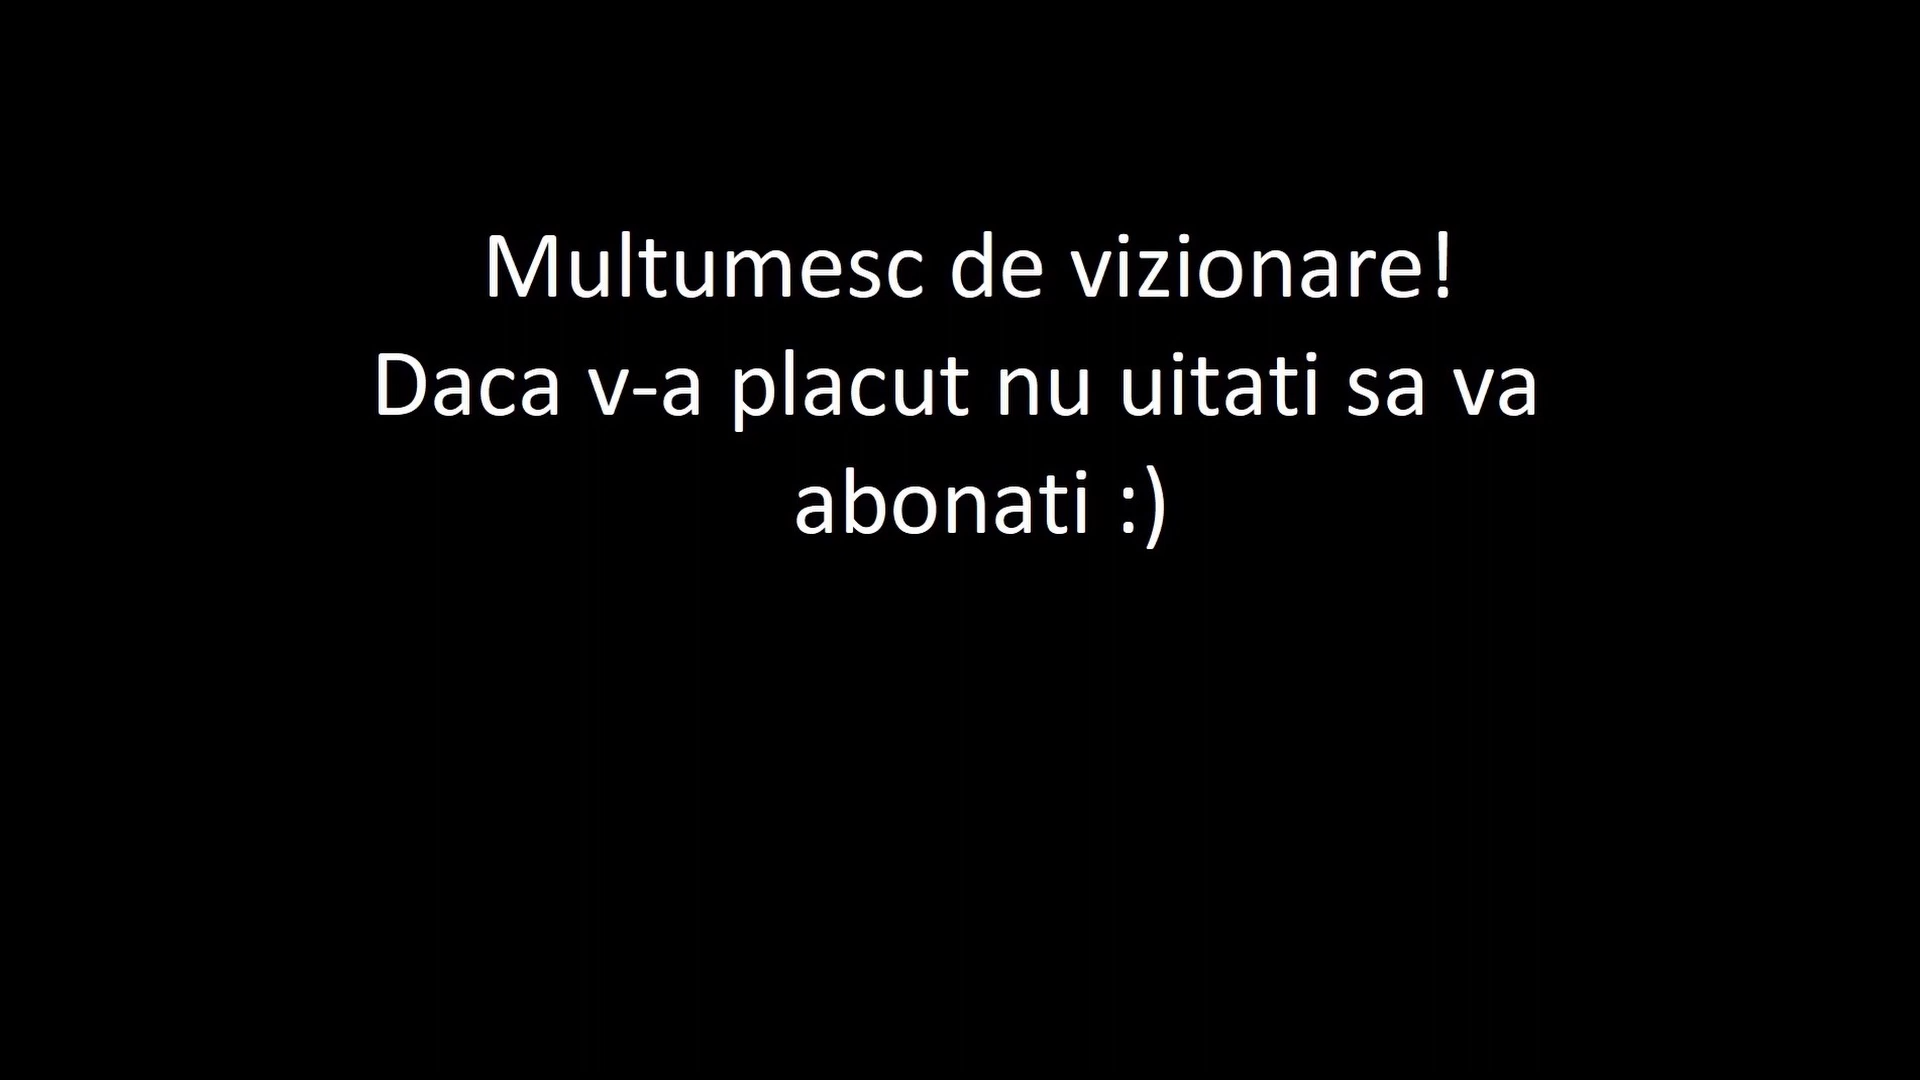 Multumesc de vizionare!
Daca v-a placut nu uitati sa va
abonati :)